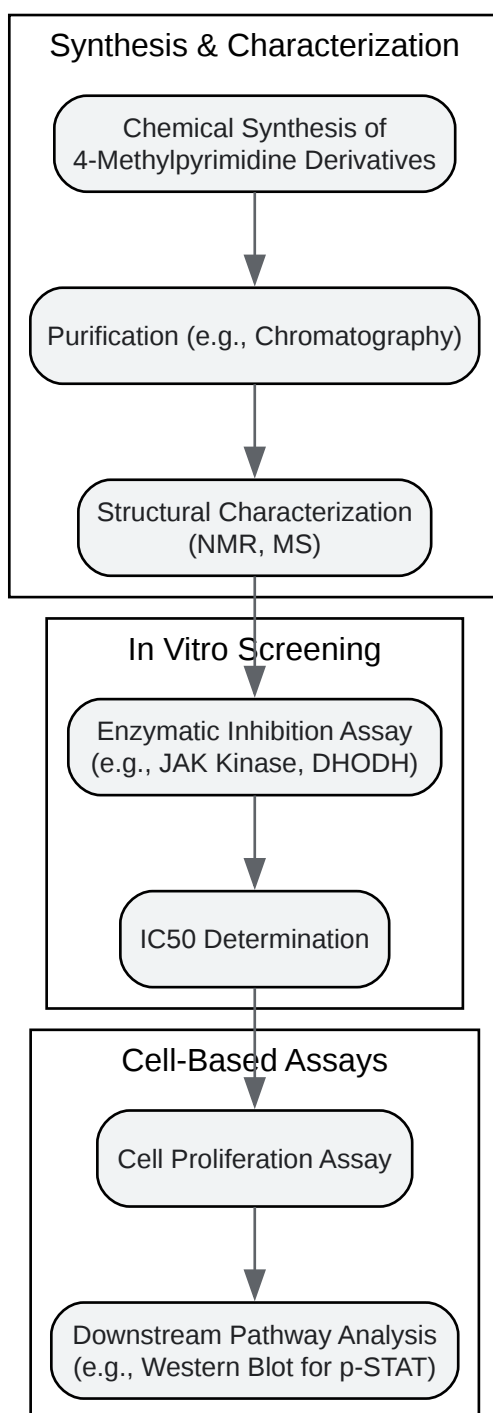 Synthesis & Characterization
Chemical Synthesis of
4-Methylpyrimidine Derivatives
Purification (e.g., Chromatography)
Structural Characterization
(NMR, MS)
In Vitro Screening
Enzymatic Inhibition Assay
(e.g., JAK Kinase, DHODH)
IC50 Determination
Cell-Based Assays
Cell Proliferation Assay
Downstream Pathway Analysis
(e.g., Western Blot for p-STAT)